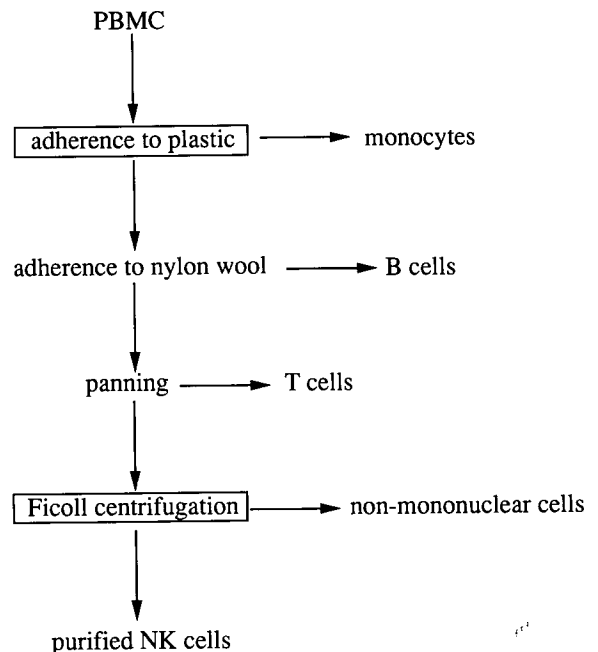 PBMC
adherence to plastic
monocytes
adherence to nylon wool
B cells
panning
T cells
Ficoll centrifugation
non-mononuclear cells
purified NK cells